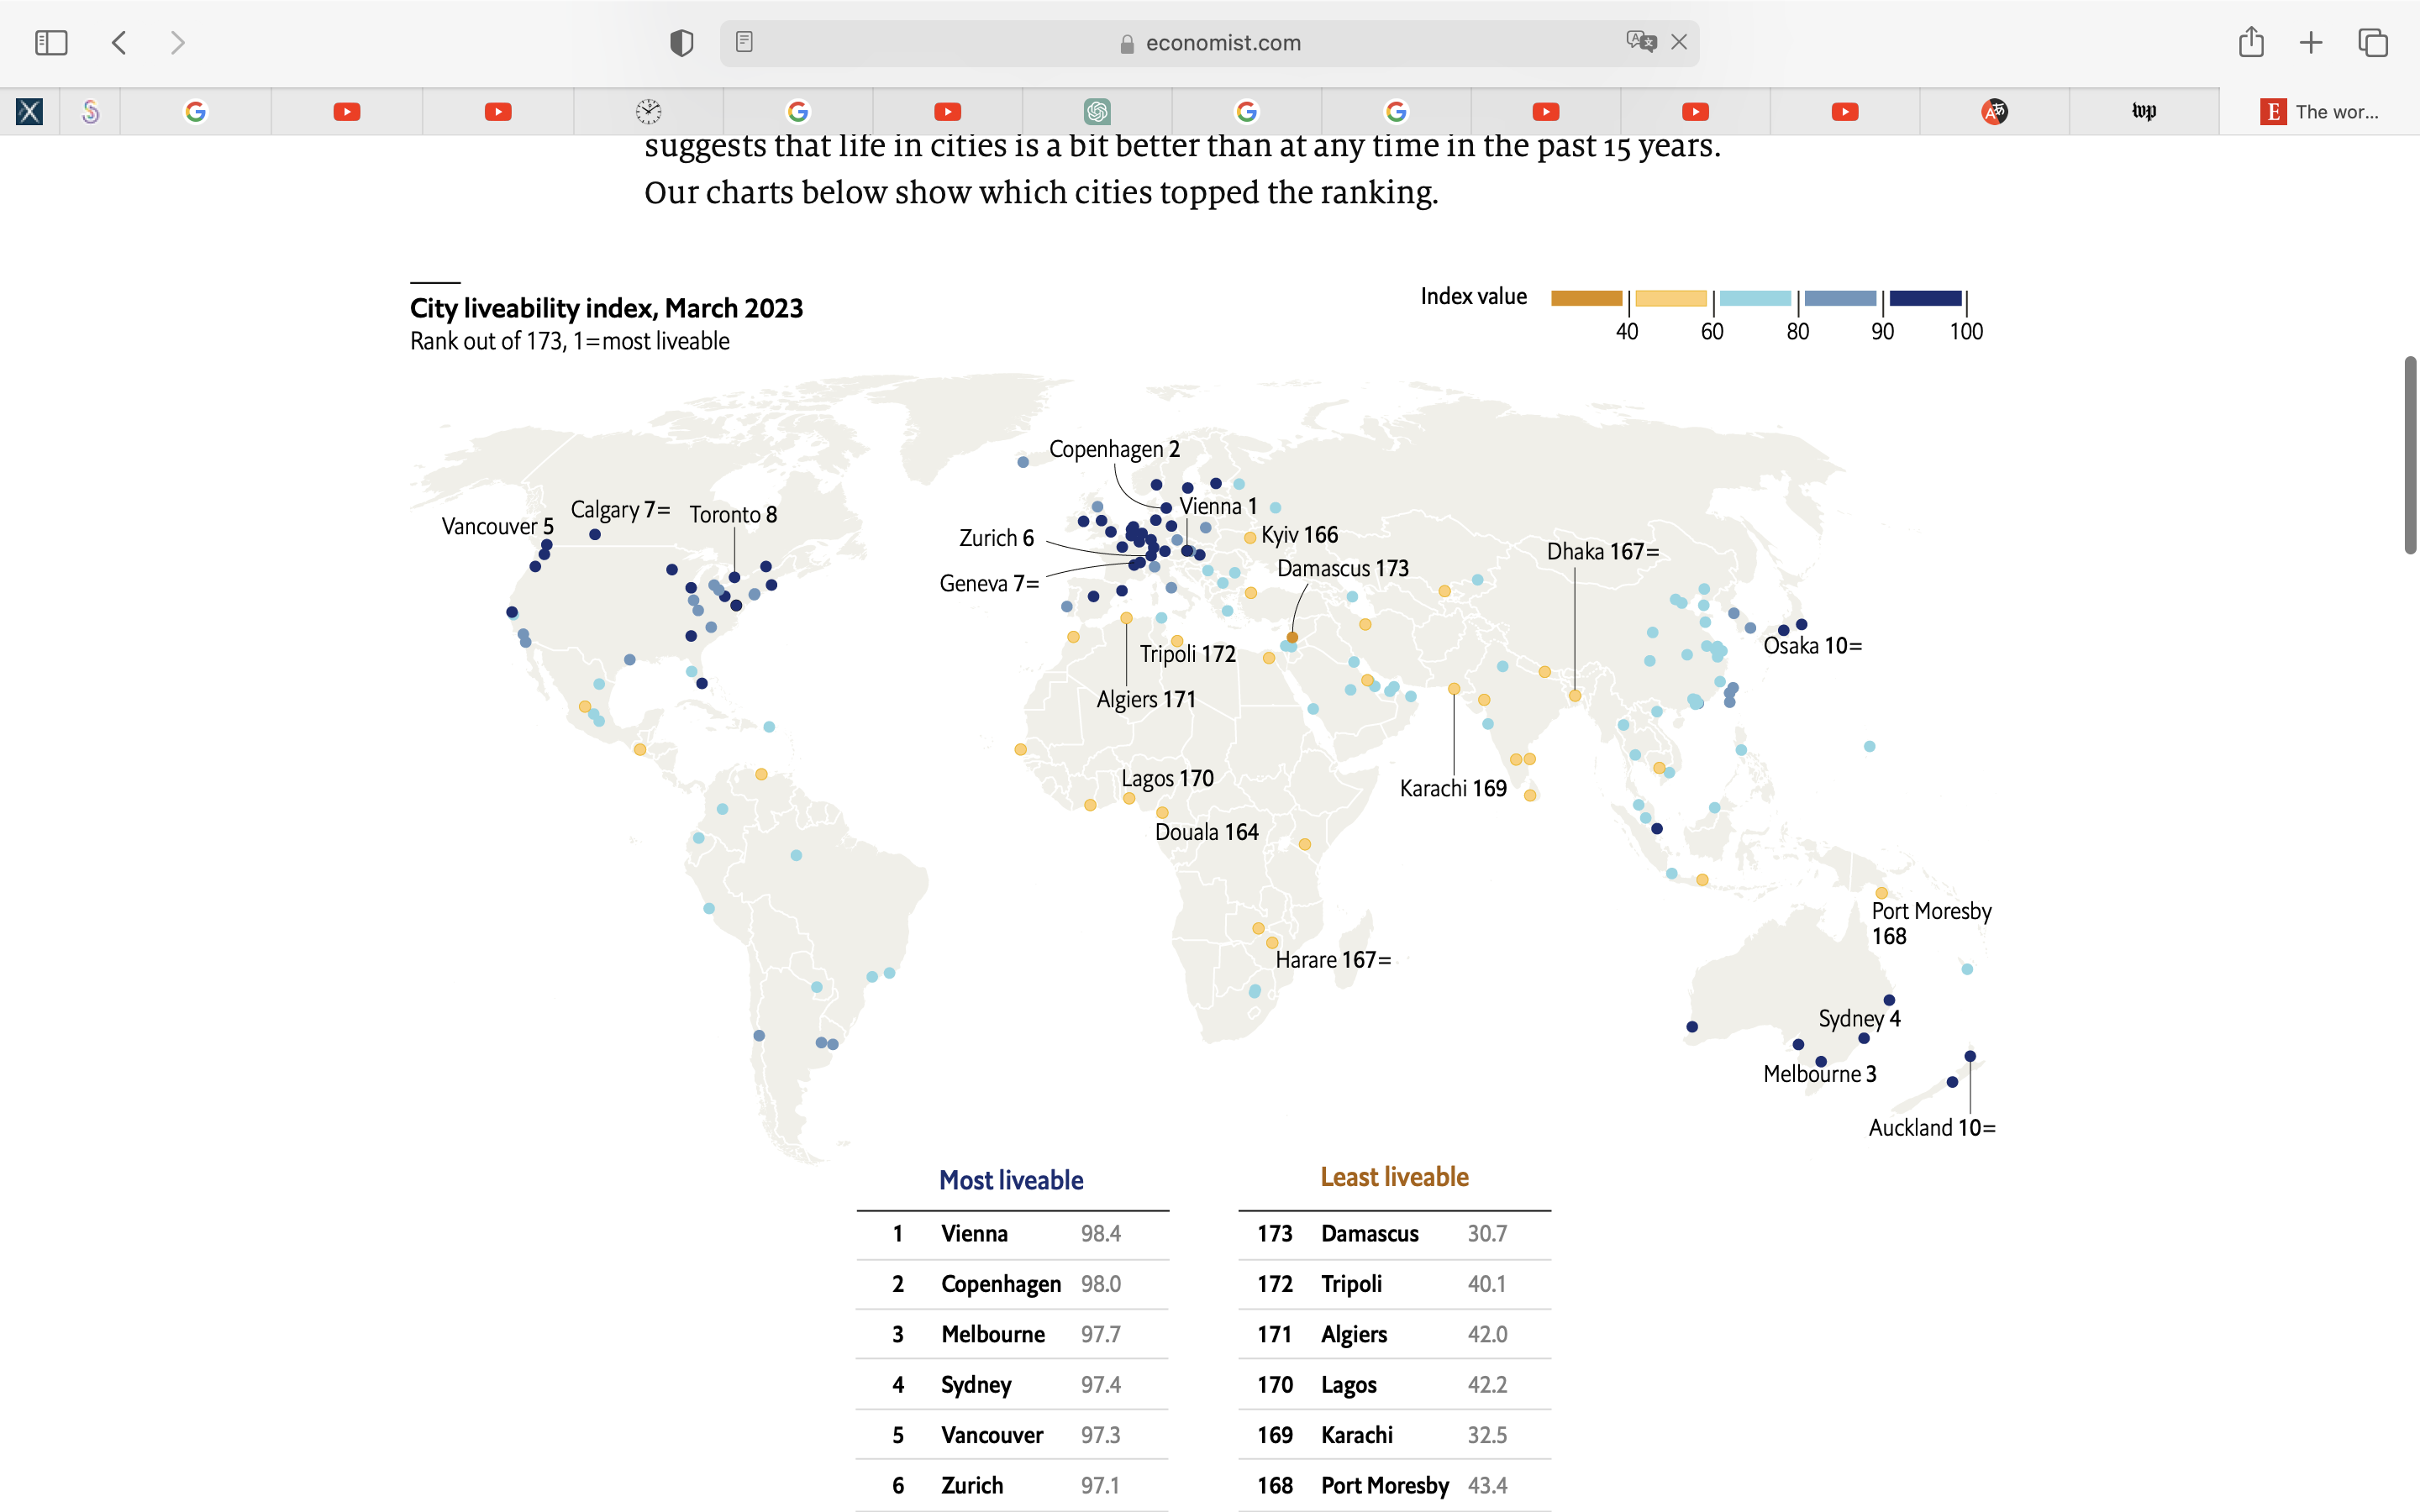 economist.com
wp
The wor...
suggests that life in cities is a bit better than at any time in the past 15 years.
Our charts below show which cities topped the ranking.
City liveability index, March 2023
Rank out of 173, 1=most liveable
Index value
40 60 80 90 100
Copenhagen 2
Vienna 1
Calgary 7=
Toronto 8
Vancouver 5
Zurich 6
Kyiv 166
Dhaka 167=
Damascus 173
Geneva 7=
Osaka 10=
Tripoli 172
Algiers 171
Lagos 170
Karachi 169
Douala 164
Port Moresby
168
Harare 167=
Sydney 4
Melbourne 3
Auckland 10=
Most liveable
1 Vienna 98.4
2 Copenhagen 98.0
3 Melbourne 97.7
4 Sydney 97.4
5 Vancouver 97.3
6 Zurich 97.1
Least liveable
173 Damascus 30.7
172 Tripoli 40.1
171 Algiers 42.0
170 Lagos 42.2
169 Karachi 32.5
168 Port Moresby 43.4